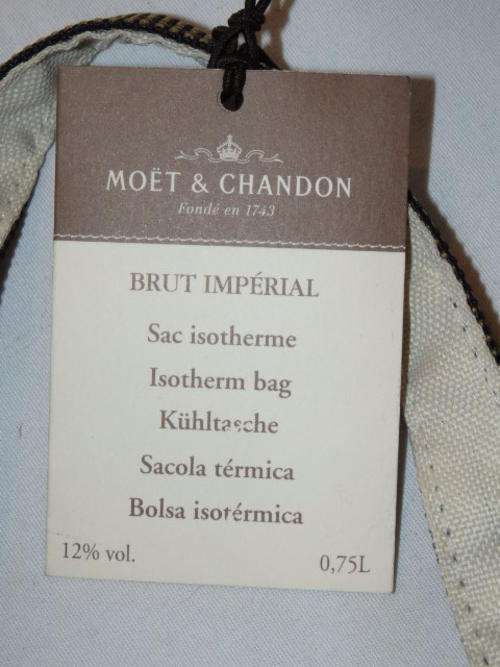 MOËT & CHANDON
Fondé en 1743
BRUT IMPÉRIAL
Sac isotherme
Isotherm bag
Kühltasche
Sacola térmica
Bolsa isotérmica
12% vol. 0,75L